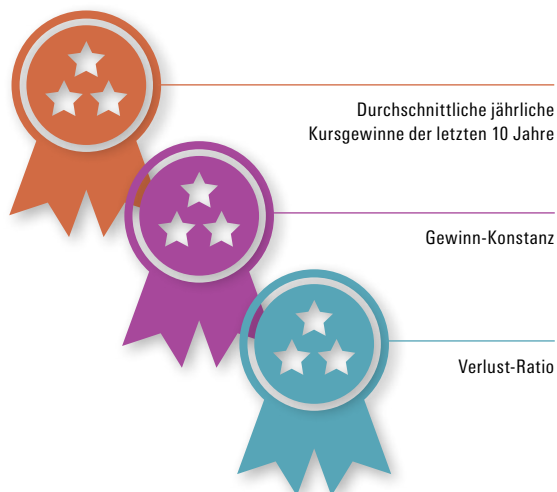 Durchschnittliche jährliche
Kursgewinne der letzten 10 Jahre
Gewinn-Konstanz
Verlust-Ratio